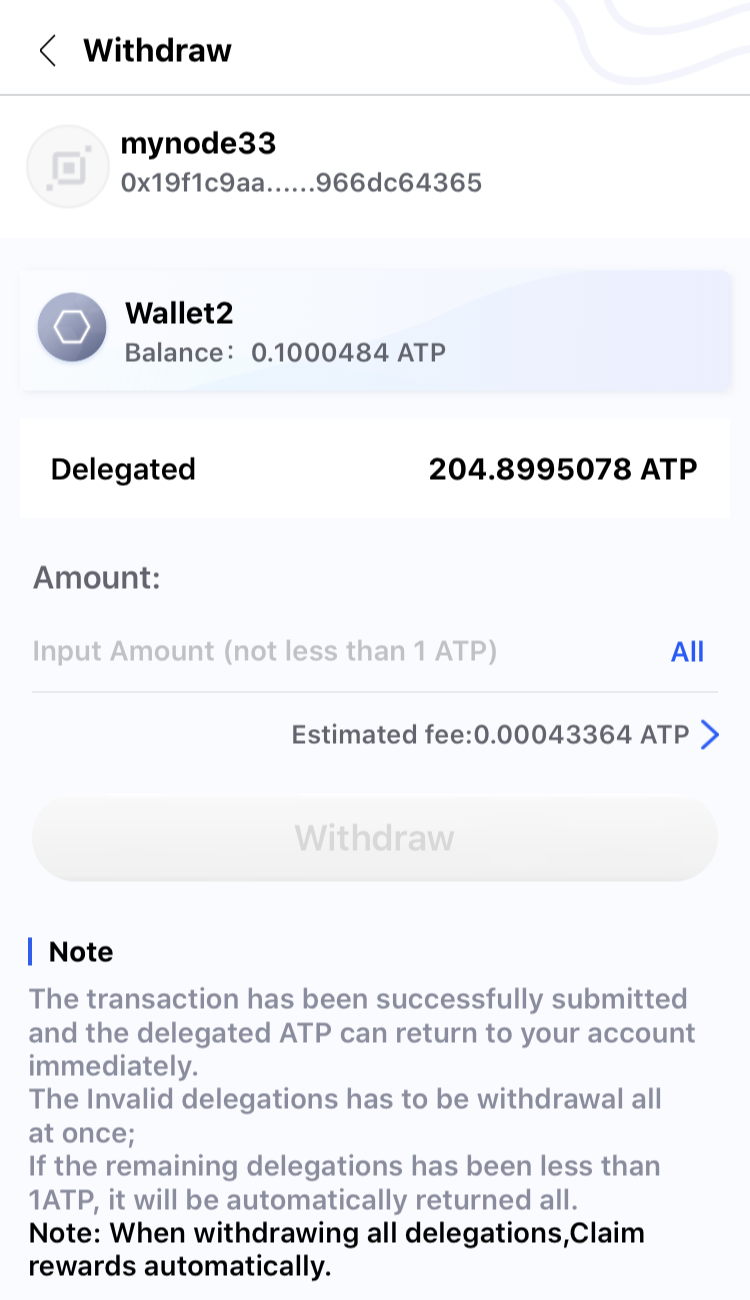 Withdraw
mynode33
0x19f1c9aa......966dc64365
Wallet2
Balance: 0.1000484 ATP
Delegated 204.8995078 ATP
Amount:
Input Amount (not less than 1 ATP) All
Estimated fee:0.00043364 ATP
Withdraw
Note
The transaction has been successfully submitted
and the delegated ATP can return to your account
immediately.
The Invalid delegations has to be withdrawal all
at once;
If the remaining delegations has been less than
1ATP, it will be automatically returned all.
Note: When withdrawing all delegations,Claim
rewards automatically.